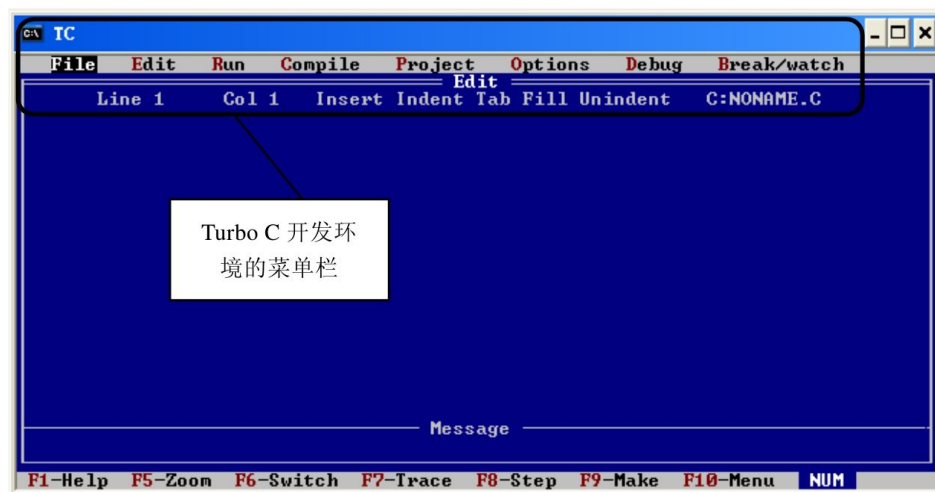 C:\ TC
File Edit Run Compile Project Options Debug Break/watch
Edit
Line 1 Col 1 Insert Indent Tab Fill Unindent C:NONAME.C
Turbo C 开发环
境的菜单栏
Message
F1-Help F5-Zoom F6-Switch F7-Trace F8-Step F9-Make F10-Menu NUM